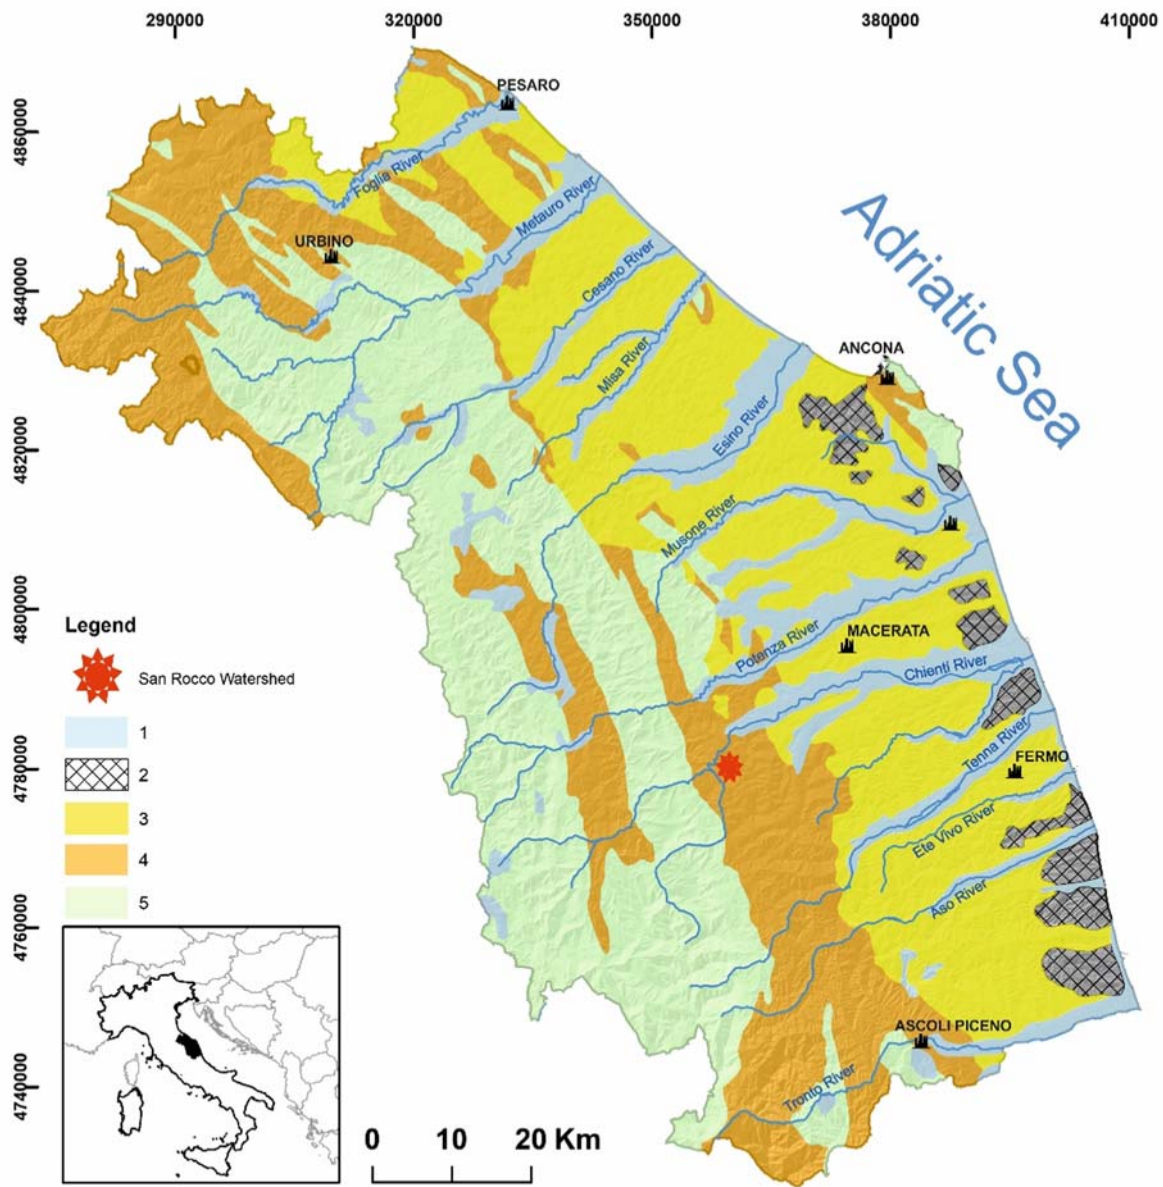 290000
320000
350000
380000
410000
4860000
4840000
4820000
4800000
4780000
4760000
4740000
PESARO
Foglia River
Metauro River
URBINO
Cesano River
Adriatic Sea
Misa River
ANCONA
Esino River
Musone River
Potenza River
MACERATA
Chienti River
Tenna River
FERMO
Ete Vivo River
Aso River
ASCOLI PICENO
Tronto River
Legend
San Rocco Watershed
1
2
3
4
5
0 10 20 Km